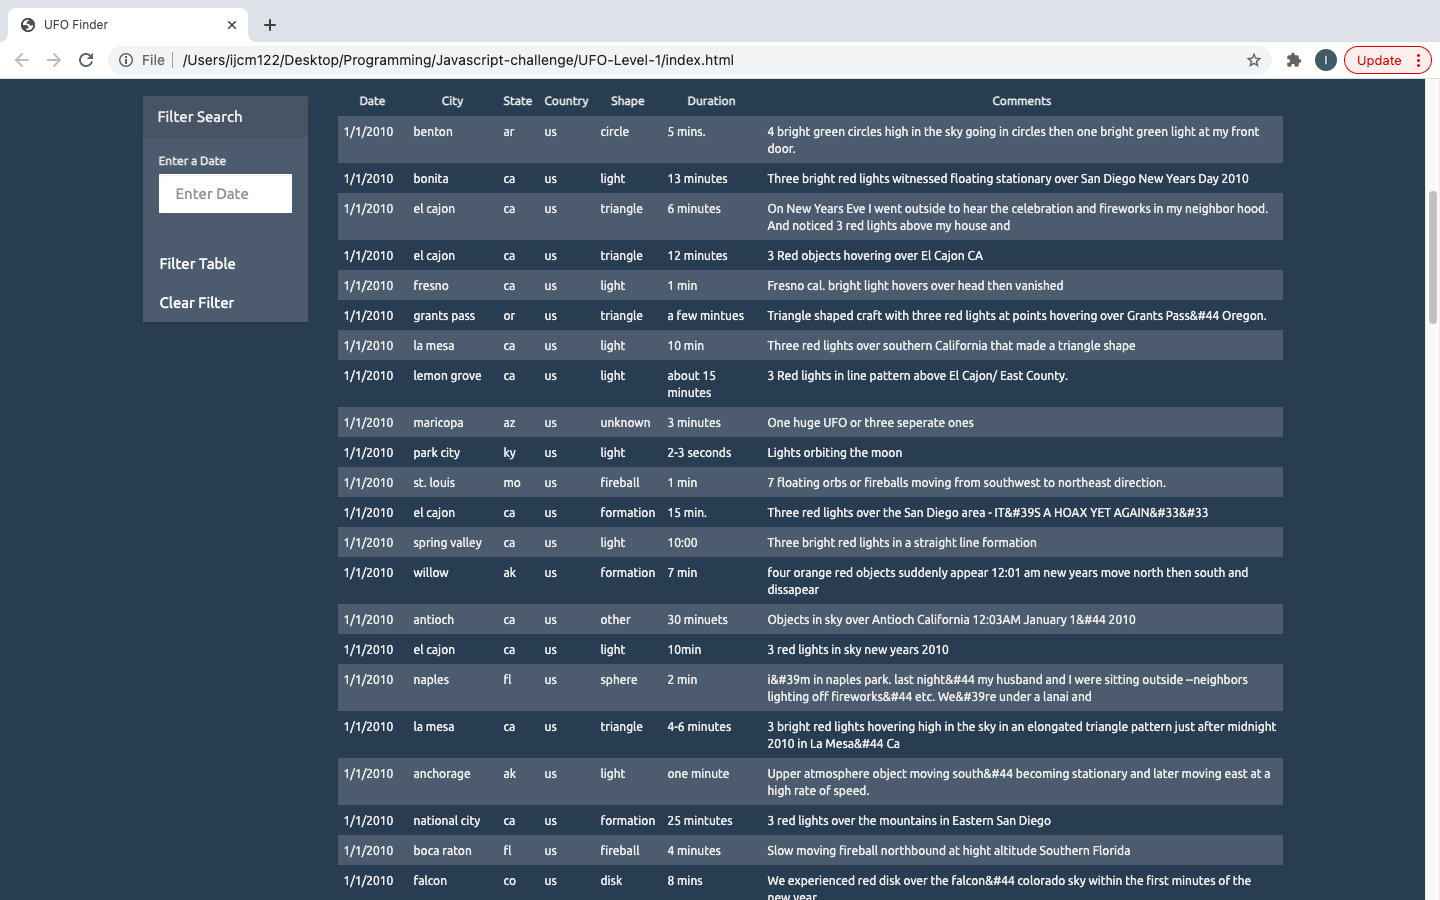 UFO Finder
File /Users/ijcm122/Desktop/Programming/Javascript-challenge/UFO-Level-1/index.html I Update
Filter Search
Enter a Date
Enter Date
Filter Table
Clear Filter
Date City State Country Shape Duration Comments
1/1/2010 benton ar us circle 5 mins. 4 bright green circles high in the sky going in circles then one bright green light at my front
door.
1/1/2010 bonita ca us light 13 minutes Three bright red lights witnessed floating stationary over San Diego New Years Day 2010
1/1/2010 el cajon ca us triangle 6 minutes On New Years Eve I went outside to hear the celebration and fireworks in my neighbor hood.
And noticed 3 red lights above my house and
1/1/2010 el cajon ca us triangle 12 minutes 3 Red objects hovering over El Cajon CA
1/1/2010 fresno ca us light 1 min Fresno cal. bright light hovers over head then vanished
1/1/2010 grants pass or us triangle a few mintues Triangle shaped craft with three red lights at points hovering over Grants Pass&#44 Oregon.
1/1/2010 la mesa ca us light 10 min Three red lights over southern California that made a triangle shape
1/1/2010 lemon grove ca us light about 15 3 Red lights in line pattern above El Cajon/ East County.
minutes
1/1/2010 maricopa az us unknown 3 minutes One huge UFO or three seperate ones
1/1/2010 park city ky us light 2-3 seconds Lights orbiting the moon
1/1/2010 st. louis mo us fireball 1 min 7 floating orbs or fireballs moving from southwest to northeast direction.
1/1/2010 el cajon ca us formation 15 min. Three red lights over the San Diego area - IT&#39S A HOAX YET AGAIN&#33&#33
1/1/2010 spring valley ca us light 10:00 Three bright red lights in a straight line formation
1/1/2010 willow ak us formation 7 min four orange red objects suddenly appear 12:01 am new years move north then south and
dissapear
1/1/2010 antioch ca us other 30 minuets Objects in sky over Antioch California 12:03AM January 1&#44 2010
1/1/2010 el cajon ca us light 10min 3 red lights in sky new years 2010
1/1/2010 naples fl us sphere 2 min i&#39m in naples park. last night&#44 my husband and I were sitting outside --neighbors
lighting off fireworks&#44 etc. We&#39re under a lanai and
1/1/2010 la mesa ca us triangle 4-6 minutes 3 bright red lights hovering high in the sky in an elongated triangle pattern just after midnight
2010 in La Mesa&#44 Ca
1/1/2010 anchorage ak us light one minute Upper atmosphere object moving south&#44 becoming stationary and later moving east at a
high rate of speed.
1/1/2010 national city ca us formation 25 mintutes 3 red lights over the mountains in Eastern San Diego
1/1/2010 boca raton fl us fireball 4 minutes Slow moving fireball northbound at hight altitude Southern Florida
1/1/2010 falcon co us disk 8 mins We experienced red disk over the falcon&#44 colorado sky within the first minutes of the
new year